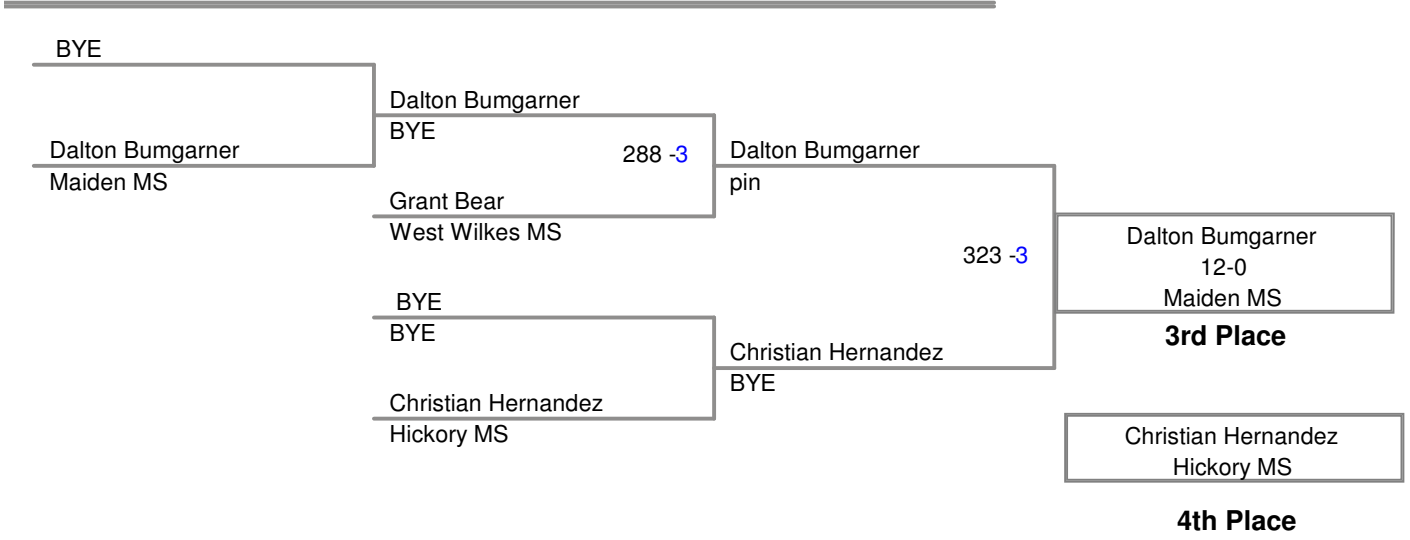 BYE
Dalton Bumgarner
Maiden MS
Dalton Bumgarner
BYE
288 -3
Grant Bear
West Wilkes MS
BYE
BYE
Christian Hernandez
Hickory MS
Dalton Bumgarner
pin
323 -3
Christian Hernandez
BYE
Dalton Bumgarner
12-0
Maiden MS
3rd Place
Christian Hernandez
Hickory MS
4th Place